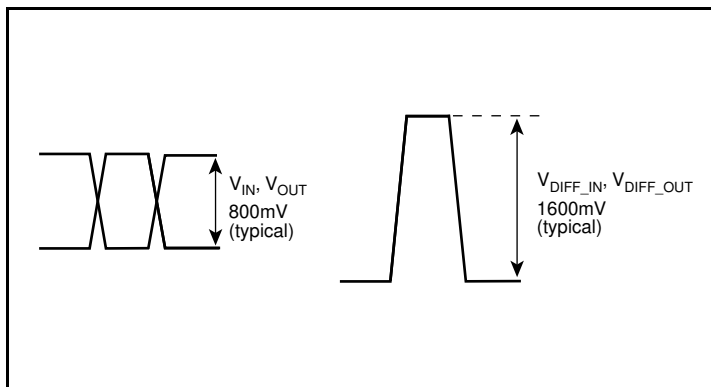 V_IN, V_OUT
800mV
(typical)
V_DIFF_IN, V_DIFF_OUT
1600mV
(typical)